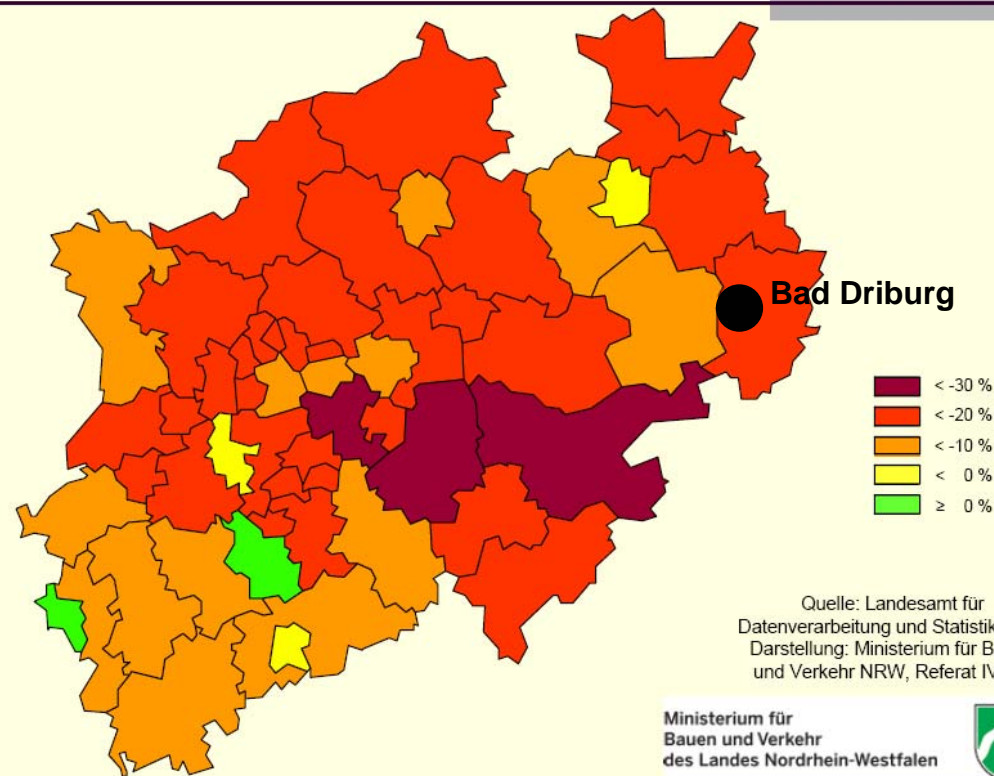 Bad Driburg
< -30 %
< -20 %
< -10 %
< 0 %
≥ 0 %
Quelle: Landesamt für
Datenverarbeitung und Statistik
Darstellung: Ministerium für B
und Verkehr NRW, Referat IV
Ministerium für
Bauen und Verkehr
des Landes Nordrhein-Westfalen